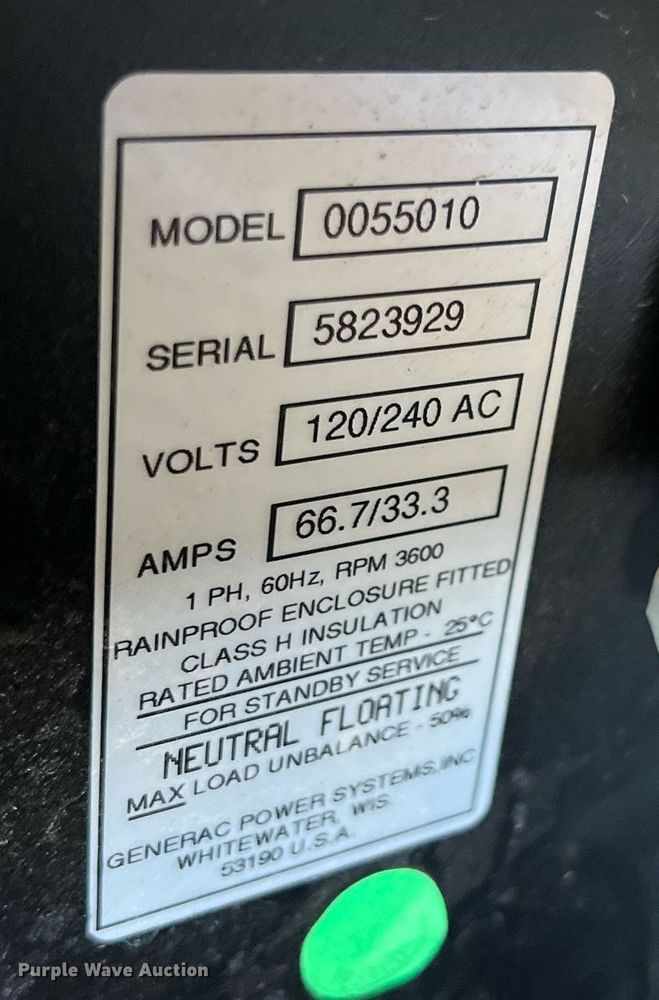 MODEL 0055010
SERIAL 5823929
VOLTS 120/240 AC
AMPS 66.7/33.3
1 PH, 60Hz, RPM 3600
RAINPROOF ENCLOSURE FITTED
CLASS H INSULATION
RATED AMBIENT TEMP - 25°C
FOR STANDBY SERVICE
NEUTRAL FLOATING
MAX LOAD UNBALANCE - 50%
GENERAC POWER SYSTEMS,INC
WHITEWATER, WIS.
53190 U.S.A.
Purple Wave Auction